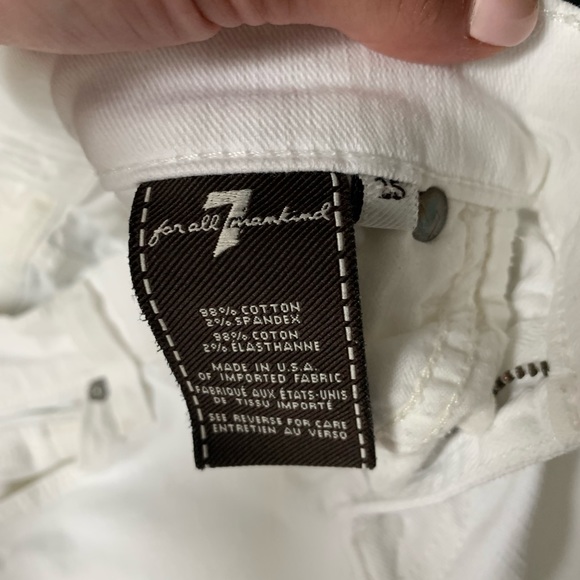 7
for all mankind
25
98% COTTON
2% SPANDEX
98% COTON
2% ELASTHANNE
MADE IN U.S.A.
OF IMPORTED FABRIC
FABRIQUÉ AUX ÉTATS-UNIS
DE TISSU IMPORTÉ
SEE REVERSE FOR CARE
ENTRETIEN AU VERSO